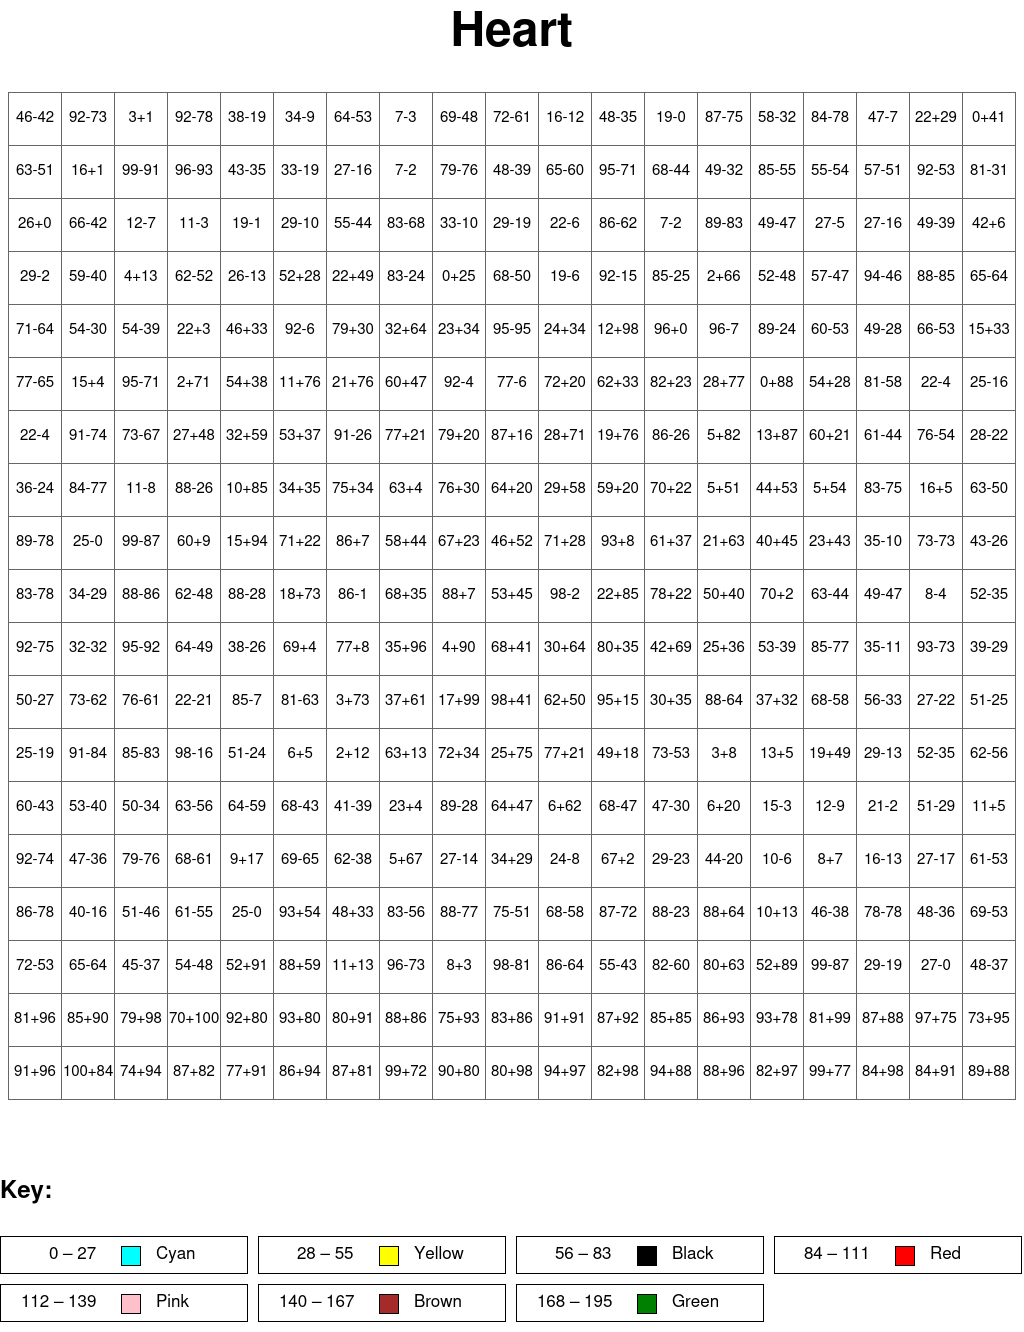 Heart
46-42 92-73 3+1 92-78 38-19 34-9 64-53 7-3 69-48 72-61 16-12 48-35 19-0 87-75 58-32 84-78 47-7 22+29 0+41
63-51 16+1 99-91 96-93 43-35 33-19 27-16 7-2 79-76 48-39 65-60 95-71 68-44 49-32 85-55 55-54 57-51 92-53 81-31
26+0 66-42 12-7 11-3 19-1 29-10 55-44 83-68 33-10 29-19 22-6 86-62 7-2 89-83 49-47 27-5 27-16 49-39 42+6
29-2 59-40 4+13 62-52 26-13 52+28 22+49 83-24 0+25 68-50 19-6 92-15 85-25 2+66 52-48 57-47 94-46 88-85 65-64
71-64 54-30 54-39 22+3 46+33 92-6 79+30 32+64 23+34 95-95 24+34 12+98 96+0 96-7 89-24 60-53 49-28 66-53 15+33
77-65 15+4 95-71 2+71 54+38 11+76 21+76 60+47 92-4 77-6 72+20 62+33 82+23 28+77 0+88 54+28 81-58 22-4 25-16
22-4 91-74 73-67 27+48 32+59 53+37 91-26 77+21 79+20 87+16 28+71 19+76 86-26 5+82 13+87 60+21 61-44 76-54 28-22
36-24 84-77 11-8 88-26 10+85 34+35 75+34 63+4 76+30 64+20 29+58 59+20 70+22 5+51 44+53 5+54 83-75 16+5 63-50
89-78 25-0 99-87 60+9 15+94 71+22 86+7 58+44 67+23 46+52 71+28 93+8 61+37 21+63 40+45 23+43 35-10 73-73 43-26
83-78 34-29 88-86 62-48 88-28 18+73 86-1 68+35 88+7 53+45 98-2 22+85 78+22 50+40 70+2 63-44 49-47 8-4 52-35
92-75 32-32 95-92 64-49 38-26 69+4 77+8 35+96 4+90 68+41 30+64 80+35 42+69 25+36 53-39 85-77 35-11 93-73 39-29
50-27 73-62 76-61 22-21 85-7 81-63 3+73 37+61 17+99 98+41 62+50 95+15 30+35 88-64 37+32 68-58 56-33 27-22 51-25
25-19 91-84 85-83 98-16 51-24 6+5 2+12 63+13 72+34 25+75 77+21 49+18 73-53 3+8 13+5 19+49 29-13 52-35 62-56
60-43 53-40 50-34 63-56 64-59 68-43 41-39 23+4 89-28 64+47 6+62 68-47 47-30 6+20 15-3 12-9 21-2 51-29 11+5
92-74 47-36 79-76 68-61 9+17 69-65 62-38 5+67 27-14 34+29 24-8 67+2 29-23 44-20 10-6 8+7 16-13 27-17 61-53
86-78 40-16 51-46 61-55 25-0 93+54 48+33 83-56 88-77 75-51 68-58 87-72 88-23 88+64 10+13 46-38 78-78 48-36 69-53
72-53 65-64 45-37 54-48 52+91 88+59 11+13 96-73 8+3 98-81 86-64 55-43 82-60 80+63 52+89 99-87 29-19 27-0 48-37
81+96 85+90 79+98 70+100 92+80 93+80 80+91 88+86 75+93 83+86 91+91 87+92 85+85 86+93 93+78 81+99 87+88 97+75 73+95
91+96 100+84 74+94 87+82 77+91 86+94 87+81 99+72 90+80 80+98 94+97 82+98 94+88 88+96 82+97 99+77 84+98 84+91 89+88
Key:
0 – 27 Cyan 28 – 55 Yellow 56 – 83 Black 84 – 111 Red
112 – 139 Pink 140 – 167 Brown 168 – 195 Green